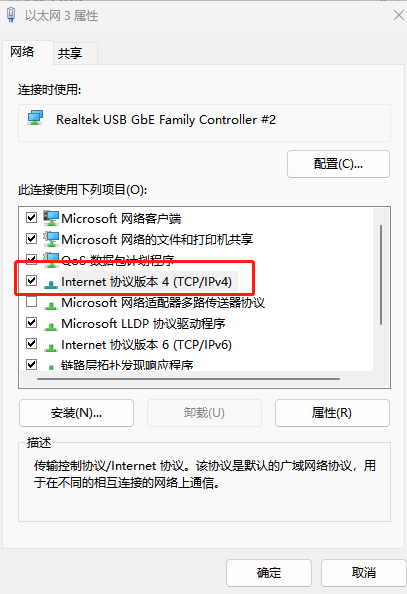 以太网 3 属性
网络
共享
连接时使用:
Realtek USB GbE Family Controller #2
配置(C)...
此连接使用下列项目(O):
Microsoft 网络客户端
Microsoft 网络的文件和打印机共享
QoS 数据包计划程序
Internet 协议版本 4 (TCP/IPv4)
Microsoft 网络适配器多路传送器协议
Microsoft LLDP 协议驱动程序
Internet 协议版本 6 (TCP/IPv6)
链路层拓扑发现响应程序
安装(N)...
卸载(U)
属性(R)
描述
传输控制协议/Internet 协议。该协议是默认的广域网络协议，用
于在不同的相互连接的网络上通信。
确定
取消